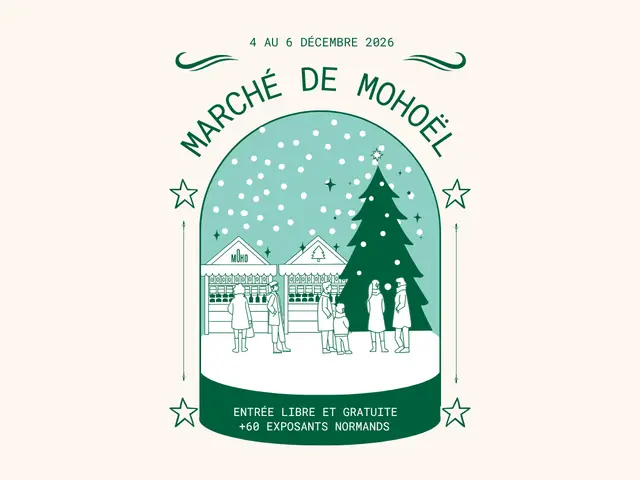 4 AU 6 DÉCEMBRE 2026
MARCHÉ DE MOHOËL
MOHO
ENTRÉE LIBRE ET GRATUITE
+60 EXPOSANTS NORMANDS